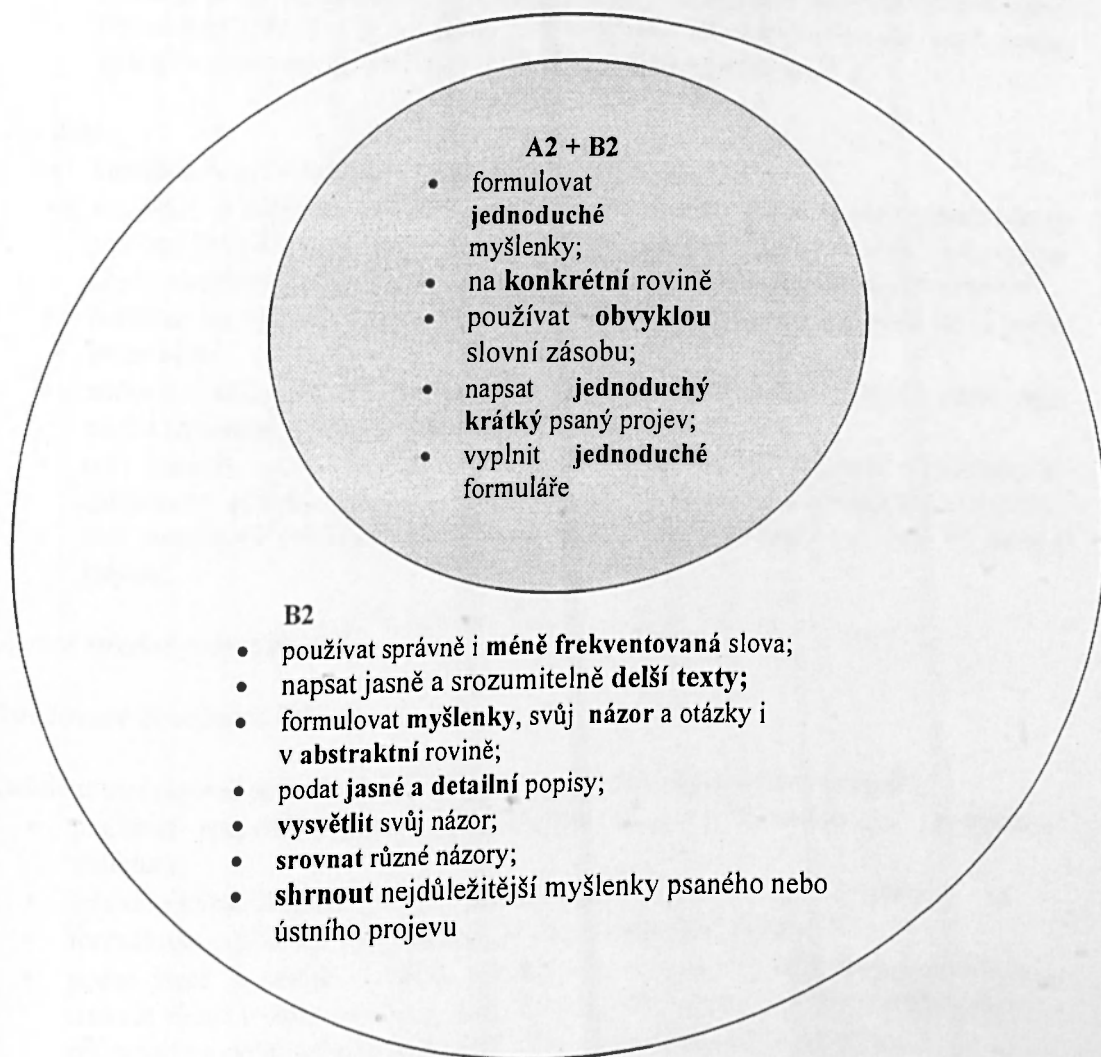 A2 + B2
• formulovat
jednoduché
myšlenky;
• na konkrétní rovině
• používat obvyklou
slovní zásobu;
• napsat jednoduchý
krátký psaný projev;
• vyplnit jednoduché
formuláře
B2
• používat správně i méně frekventovaná slova;
• napsat jasně a srozumitelně delší texty;
• formulovat myšlenky, svůj názor a otázky i
v abstraktní rovině;
• podat jasné a detailní popisy;
• vysvětlit svůj názor;
• srovnat různé názory;
• shrnout nejdůležitější myšlenky psaného nebo
ústního projevu